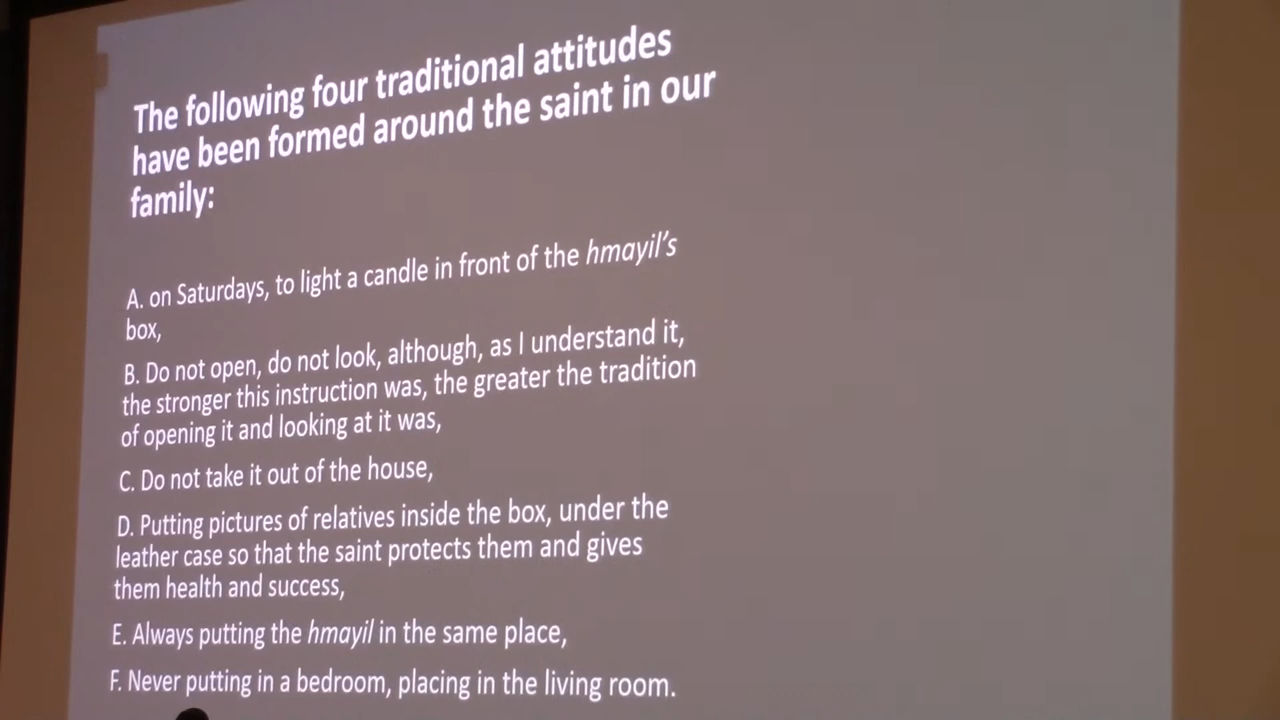 The following four traditional attitudes
have been formed around the saint in our
family:
A. on Saturdays, to light a candle in front of the hmayil's
box,
B. Do not open, do not look, although, as I understand it,
the stronger this instruction was, the greater the tradition
of opening it and looking at it was,
C. Do not take it out of the house,
D. Putting pictures of relatives inside the box, under the
leather case so that the saint protects them and gives
them health and success,
E. Always putting the hmayil in the same place,
F. Never putting in a bedroom, placing in the living room.